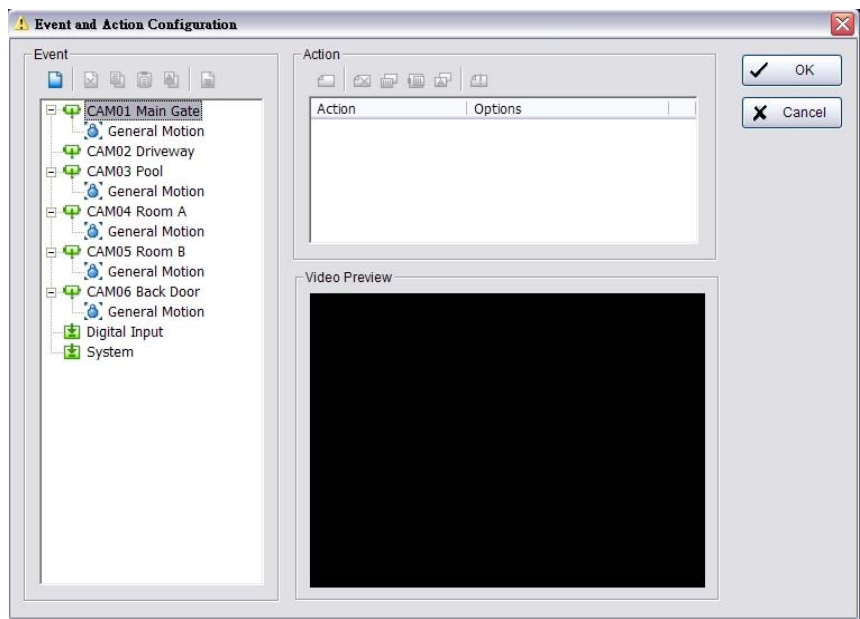 Event and Action Configuration
Event
CAM01 Main Gate
General Motion
CAM02 Driveway
CAM03 Pool
General Motion
CAM04 Room A
General Motion
CAM05 Room B
General Motion
CAM06 Back Door
General Motion
Digital Input
System
Action
Action Options
Video Preview
OK
Cancel